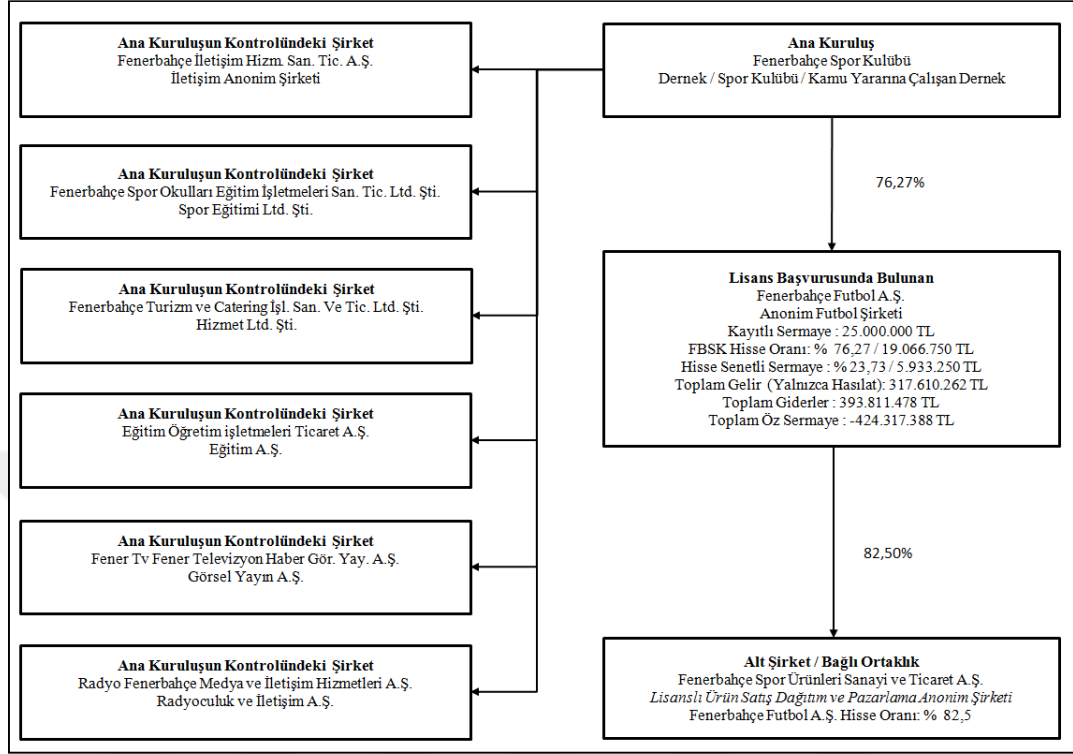 Ana Kuruluşun Kontrolündeki Şirket
Fenerbahçe İletişim Hizm. San. Tic. A.Ş.
İletişim Anonim Şirketi
Ana Kuruluşun Kontrolündeki Şirket
Fenerbahçe Spor Okulları Eğitim İşletmeleri San. Tic. Ltd. Şti.
Spor Eğitimi Ltd. Şti.
Ana Kuruluşun Kontrolündeki Şirket
Fenerbahçe Turizm ve Catering İşl. San. Ve Tic. Ltd. Şti.
Hizmet Ltd. Şti.
Ana Kuruluşun Kontrolündeki Şirket
Eğitim Öğretim işletmeleri Ticaret A.Ş.
Eğitim A.Ş.
Ana Kuruluşun Kontrolündeki Şirket
Fener Tv Fener Televizyon Haber Gör. Yay. A.Ş.
Görsel Yayın A.Ş.
Ana Kuruluşun Kontrolündeki Şirket
Radyo Fenerbahçe Medya ve İletişim Hizmetleri A.Ş.
Radyoculuk ve İletişim A.Ş.
Ana Kuruluş
Fenerbahçe Spor Kulübü
Dernek / Spor Kulübü / Kamu Yararına Çalışan Dernek
76,27%
Lisans Başvurusunda Bulunan
Fenerbahçe Futbol A.Ş.
Anonim Futbol Şirketi
Kayıtlı Sermaye : 25.000.000 TL
FBSK Hisse Oranı: % 76,27 / 19.066.750 TL
Hisse Senetli Sermaye : %23,73 / 5.933.250 TL
Toplam Gelir (Yalnızca Hasılat): 317.610.262 TL
Toplam Giderler : 393.811.478 TL
Toplam Öz Sermaye : -424.317.388 TL
82,50%
Alt Şirket / Bağlı Ortaklık
Fenerbahçe Spor Ürünleri Sanayi ve Ticaret A.Ş.
Lisanslı Ürün Satış Dağıtım ve Pazarlama Anonim Şirketi
Fenerbahçe Futbol A.Ş. Hisse Oranı: % 82,5